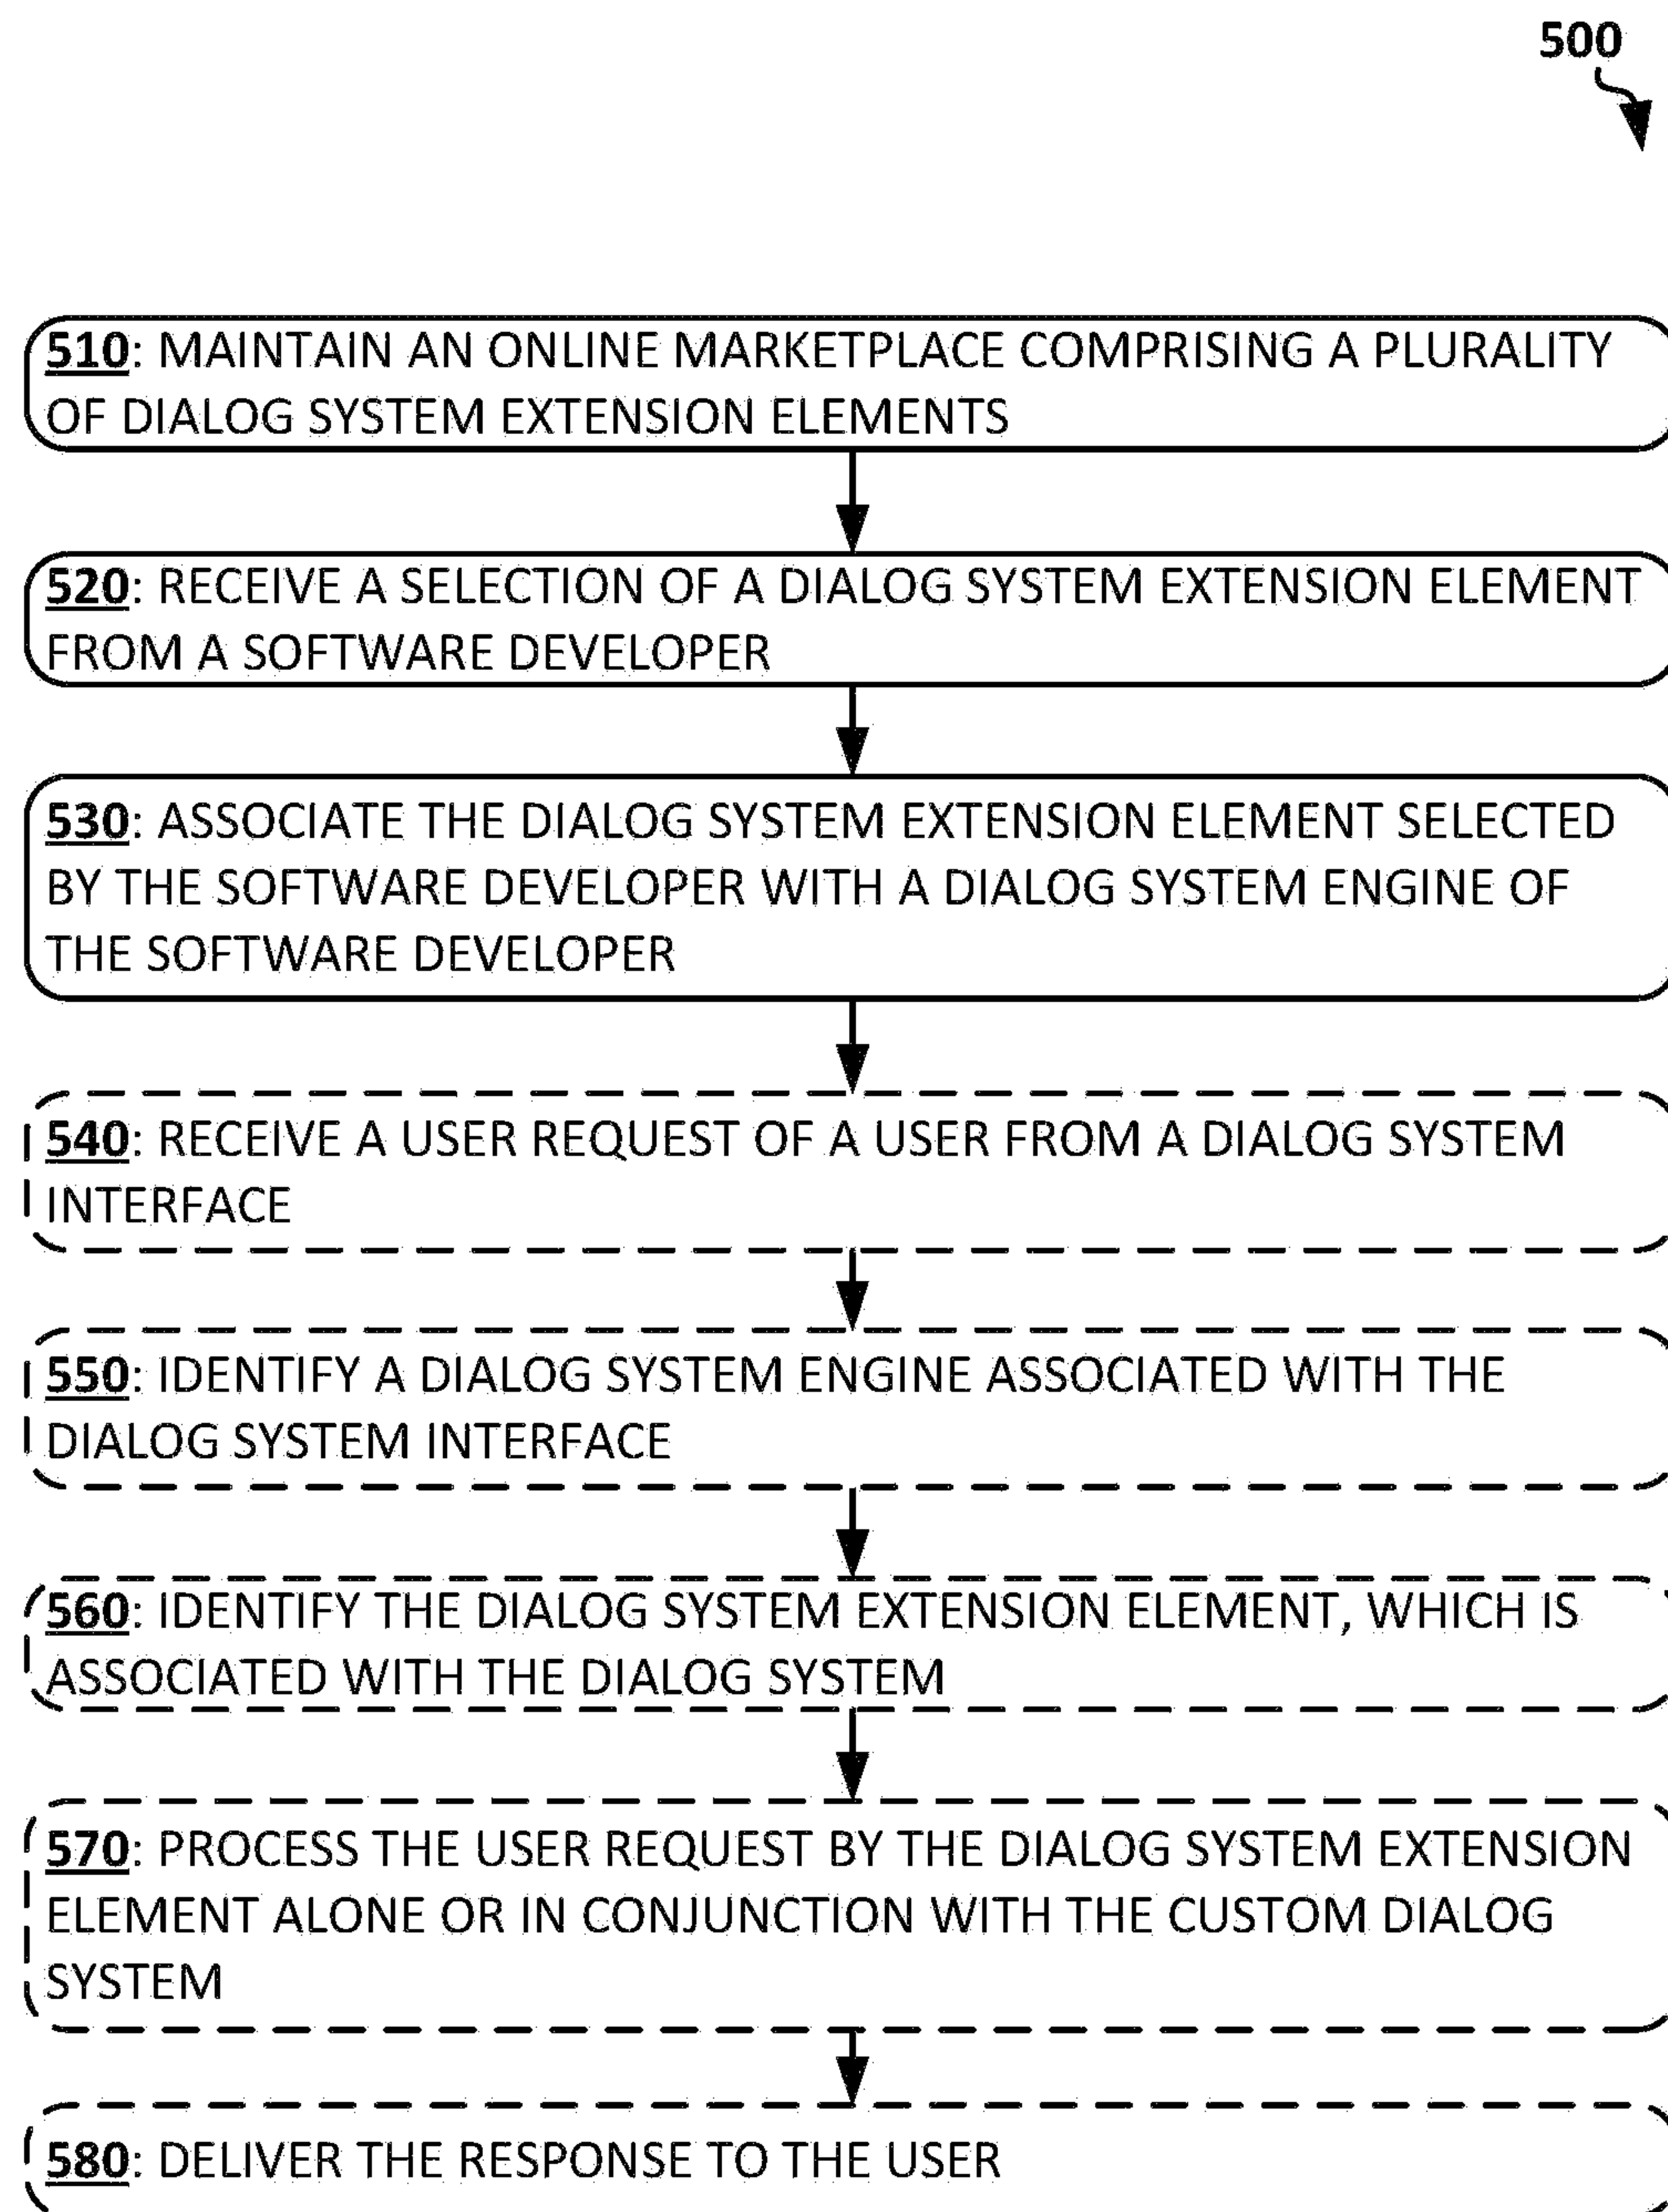 500
510: MAINTAIN AN ONLINE MARKETPLACE COMPRISING A PLURALITY
OF DIALOG SYSTEM EXTENSION ELEMENTS
520: RECEIVE A SELECTION OF A DIALOG SYSTEM EXTENSION ELEMENT
FROM A SOFTWARE DEVELOPER
530: ASSOCIATE THE DIALOG SYSTEM EXTENSION ELEMENT SELECTED
BY THE SOFTWARE DEVELOPER WITH A DIALOG SYSTEM ENGINE OF
THE SOFTWARE DEVELOPER
540: RECEIVE A USER REQUEST OF A USER FROM A DIALOG SYSTEM
INTERFACE
550: IDENTIFY A DIALOG SYSTEM ENGINE ASSOCIATED WITH THE
DIALOG SYSTEM INTERFACE
560: IDENTIFY THE DIALOG SYSTEM EXTENSION ELEMENT, WHICH IS
ASSOCIATED WITH THE DIALOG SYSTEM
570: PROCESS THE USER REQUEST BY THE DIALOG SYSTEM EXTENSION
ELEMENT ALONE OR IN CONJUNCTION WITH THE CUSTOM DIALOG
SYSTEM
580: DELIVER THE RESPONSE TO THE USER